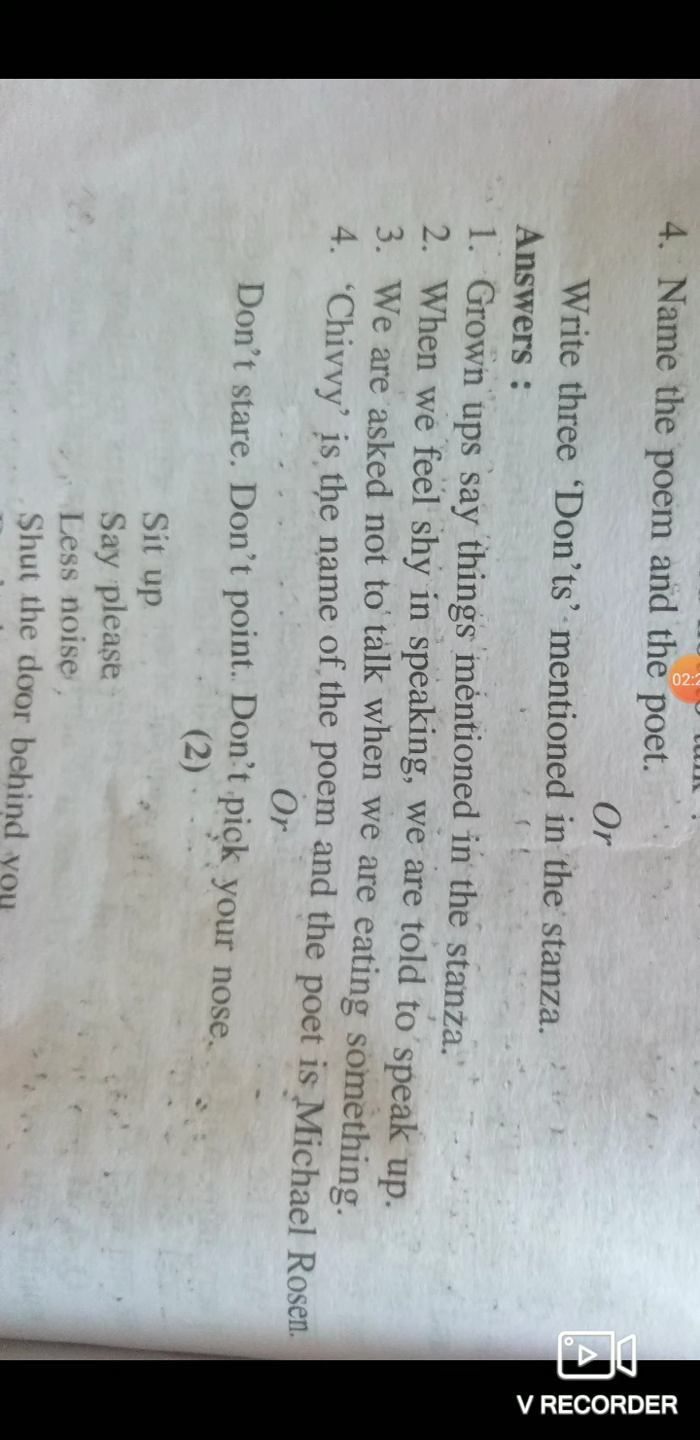 4. Name the poem and the poet.
Or
Write three ‘Don’ts’ mentioned in the stanza.
Answers :
1. Grown ups say things mentioned in the stanza.
2. When we feel shy in speaking, we are told to speak up.
3. We are asked not to talk when we are eating something.
4. ‘Chivvy’ is the name of the poem and the poet is Michael Rosen.
Or
Don’t stare. Don’t point. Don’t pick your nose.
(2)
Sit up
Say please
Less noise
Shut the door behind you
V RECORDER